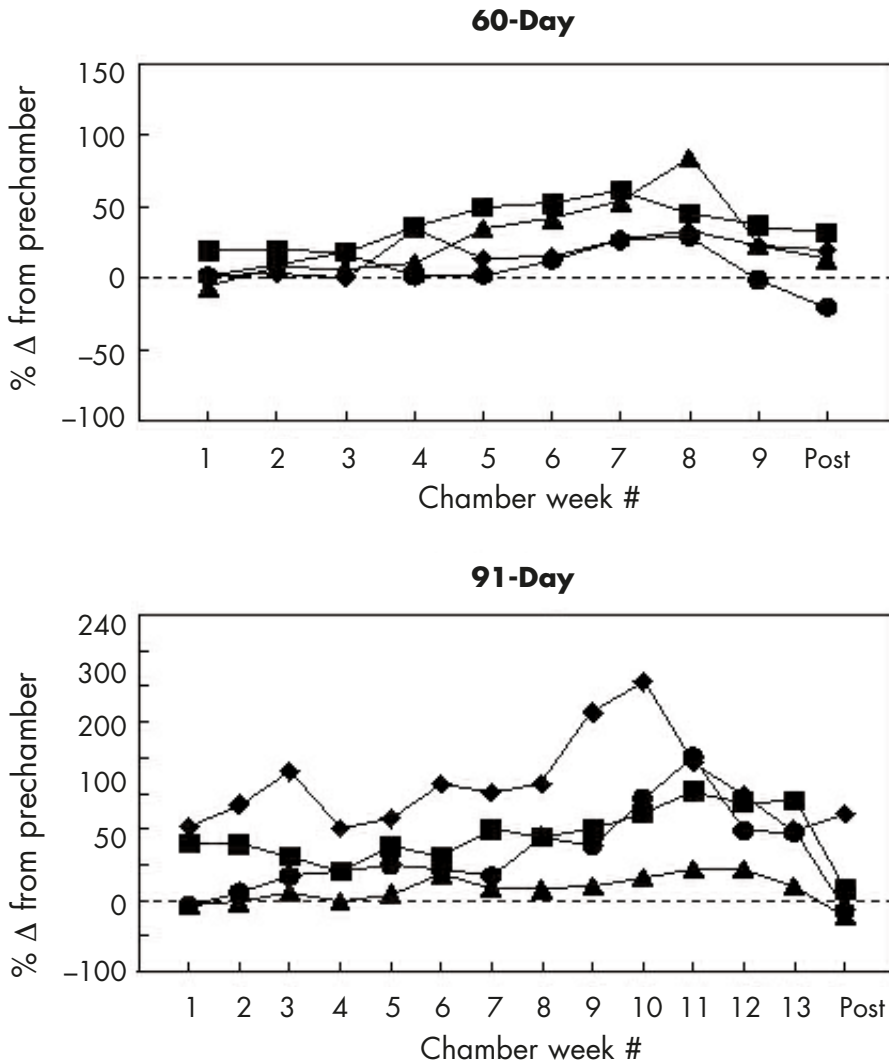 60-Day
% Δ from prechamber
150
100
50
0
–50
–100
1 2 3 4 5 6 7 8 9 Post
Chamber week #
91-Day
% Δ from prechamber
240
300
200
100
50
0
–100
1 2 3 4 5 6 7 8 9 10 11 12 13 Post
Chamber week #